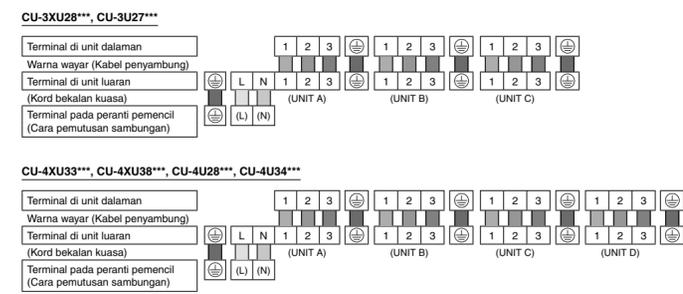 CU-3XU28***, CU-3U27***
Terminal di unit dalaman 1 2 3 1 2 3 1 2 3
Warna wayar (Kabel penyambung)
Terminal di unit luaran L N 1 2 3 1 2 3 1 2 3
(Kord bekalan kuasa) (UNIT A) (UNIT B) (UNIT C)
Terminal pada peranti pemencil (L) (N)
(Cara pemutusan sambungan)
CU-4XU33***, CU-4XU38***, CU-4U28***, CU-4U34***
Terminal di unit dalaman 1 2 3 1 2 3 1 2 3 1 2 3
Warna wayar (Kabel penyambung)
Terminal di unit luaran L N 1 2 3 1 2 3 1 2 3 1 2 3
(Kord bekalan kuasa) (UNIT A) (UNIT B) (UNIT C) (UNIT D)
Terminal pada peranti pemencil (L) (N)
(Cara pemutusan sambungan)